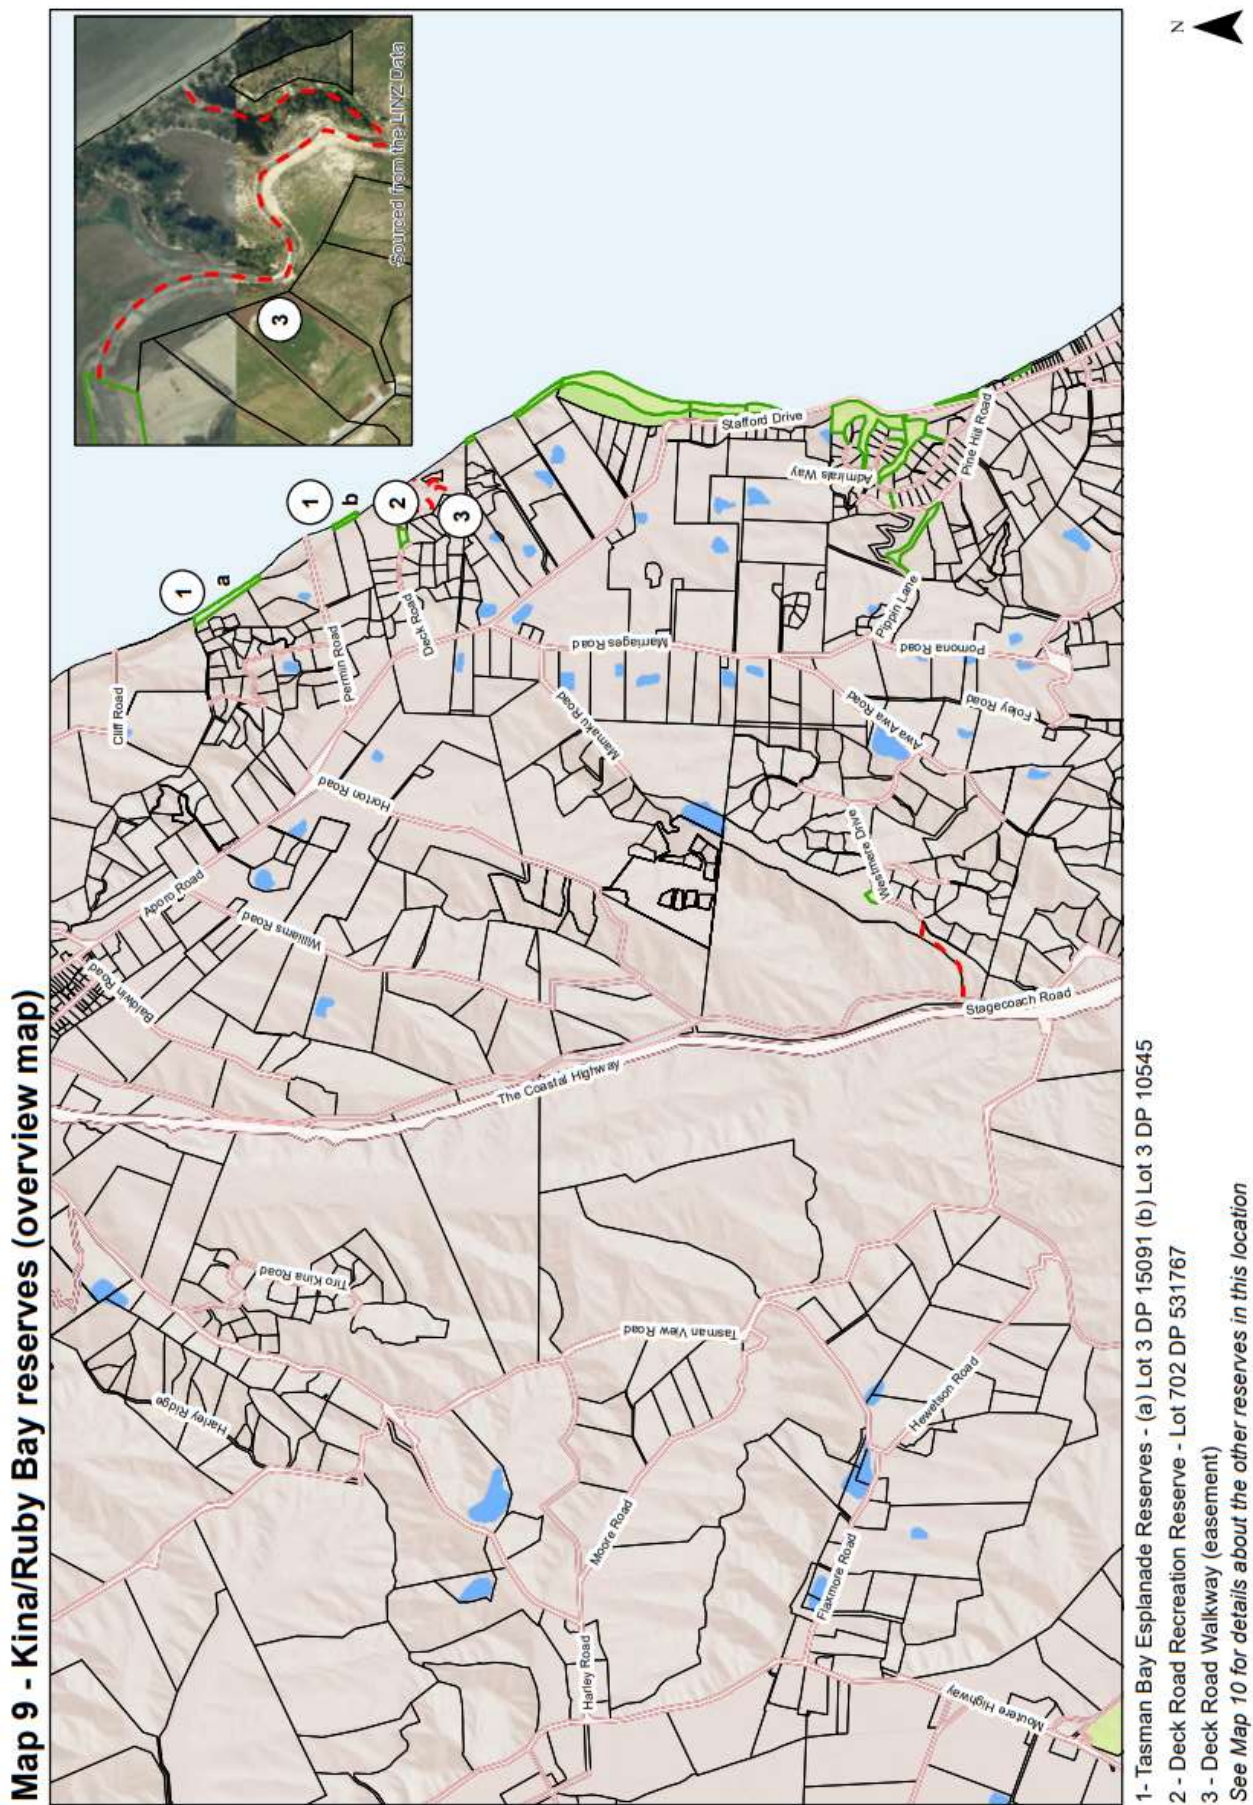 Map 9 - Kina/Ruby Bay reserves (overview map)
Sourced from the LINZ Data
3
1
a
1
b
2
3
Cliff Road
Permin Road
Deck Road
Stafford Drive
Admirals Way
Pine Hill Road
Pippin Lane
Marriages Road
Pomona Road
Foley Road
Awa Awa Road
Mamaku Road
Horton Road
Aporo Road
Williams Road
Baldwin Road
Westmere Drive
Stagecoach Road
The Coastal Highway
Tiro Kina Road
Harley Ridge
Tasman View Road
Moore Road
Hewetson Road
Flaxmore Road
Harley Road
Moutere Highway
N
1- Tasman Bay Esplanade Reserves - (a) Lot 3 DP 15091 (b) Lot 3 DP 10545
2 - Deck Road Recreation Reserve - Lot 702 DP 531767
3 - Deck Road Walkway (easement)
See Map 10 for details about the other reserves in this location